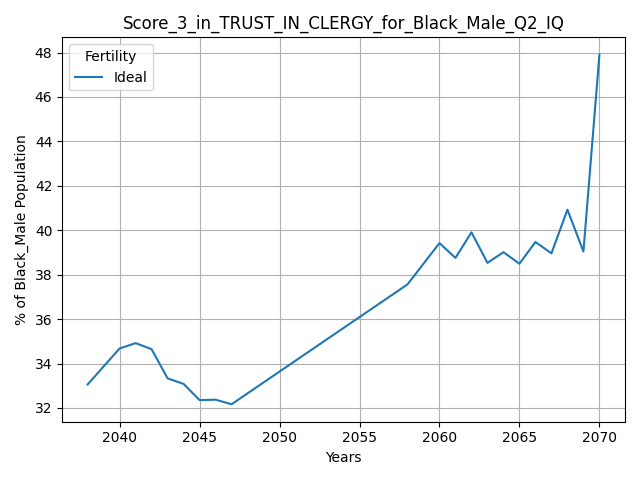 Score_3_in_TRUST_IN_CLERGY_for_Black_Male_Q2_IQ
Fertility
Ideal
% of Black_Male Population
48
46
44
42
40
38
36
34
32
2040 2045 2050 2055 2060 2065 2070
Years